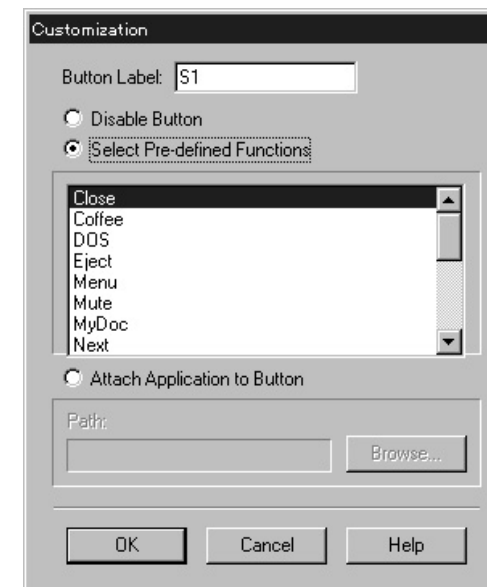 Customization
Button Label: S1
Disable Button
Select Pre-defined Functions
Close
Coffee
DOS
Eject
Menu
Mute
MyDoc
Next
Attach Application to Button
Path:
Browse...
OK Cancel Help